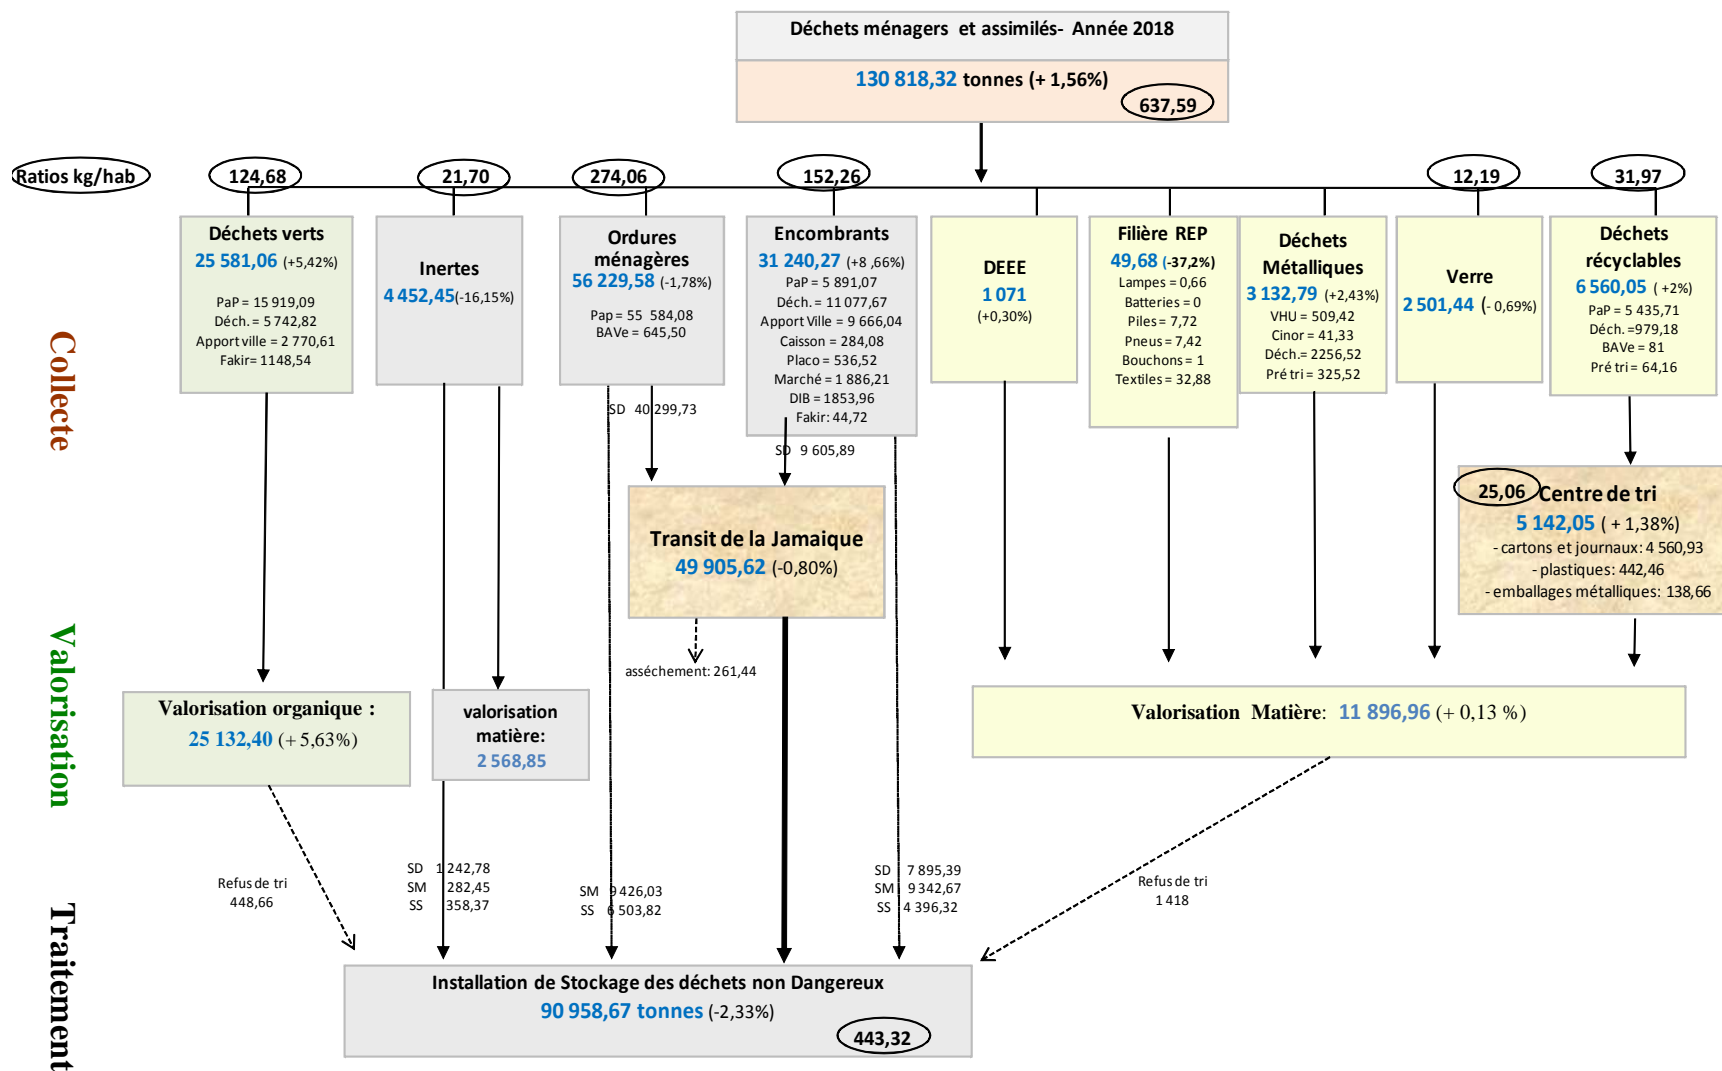 Déchets ménagers et assimilés- Année 2018
130 818,32 tonnes (+ 1,56%)
637,59
Ratios kg/hab
124,68
21,70
274,06
152,26
12,19
31,97
Déchets verts
25 581,06 (+5,42%)
PaP = 15 919,09
Déch. = 5 742,82
Apport ville = 2 770,61
Fakir= 1148,54
Inertes
4 452,45(-16,15%)
Ordures
ménagères
56 229,58 (-1,78%)
Pap = 55 584,08
BAVe = 645,50
Encombrants
31 240,27 (+8,66%)
PaP = 5 891,07
Déch. = 11 077,67
Apport Ville = 9 666,04
Caisson = 284,08
Placo = 536,52
Marché = 1 886,21
DIB = 1853,96
Fakir: 44,72
DEEE
1 071
(+0,30%)
Filière REP
49,68 (-37,2%)
Lampes = 0,66
Batteries = 0
Piles = 7,72
Pneus = 7,42
Bouchons = 1
Textiles = 32,88
Déchets
Métalliques
3 132,79 (+2,43%)
VHU = 509,42
Cinor = 41,33
Déch.= 2256,52
Pré tri = 325,52
Verre
2 501,44 (- 0,69%)
Déchets
récyclables
6 560,05 ( +2%)
PaP = 5 435,71
Déch. =979,18
BAVe = 81
Pré tri = 64,16
Collecte
SD 40 299,73
SD 9 605,89
Transit de la Jamaique
49 905,62 (-0,80%)
asséchement: 261,44
25,06
Centre de tri
5 142,05 ( + 1,38%)
- cartons et journaux: 4 560,93
- plastiques: 442,46
- emballages métalliques: 138,66
Valorisation
Valorisation organique :
25 132,40 (+ 5,63%)
valorisation
matière:
2 568,85
Valorisation Matière: 11 896,96 (+ 0,13 %)
Refus de tri
448,66
SD 1 242,78
SM 282,45
SS 358,37
SM 9 426,03
SS 6 503,82
SD 7 895,39
SM 9 342,67
SS 4 396,32
Refus de tri
1 418
Traitement
Installation de Stockage des déchets non Dangereux
90 958,67 tonnes (-2,33%)
443,32